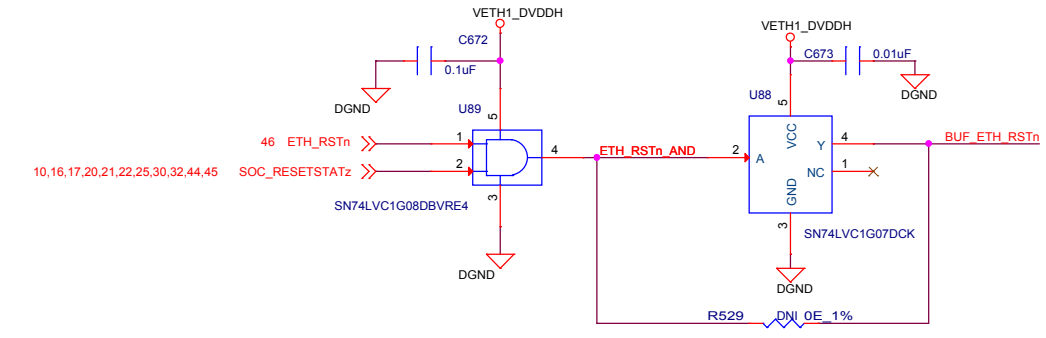 VETH1_DVDDH
C672
0.1uF
DGND
U89
5
46 ETH_RSTn
1
10,16,17,20,21,22,25,30,32,44,45 SOC_RESETSTATz
2
4
3
SN74LVC1G08DBVRE4
DGND
ETH_RSTn_AND
VETH1_DVDDH
C673
0.01uF
DGND
U88
5
VCC
2
A
Y
4
BUF_ETH_RSTn
NC
1
GND
3
SN74LVC1G07DCK
DGND
R529
DNI 0E_1%